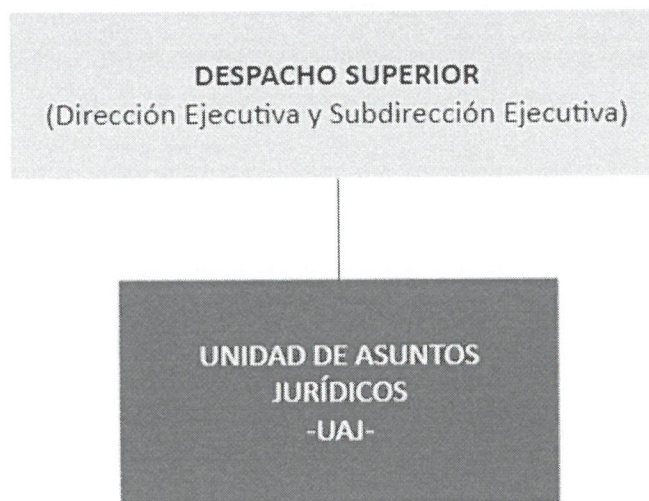 DESPACHO SUPERIOR
(Dirección Ejecutiva y Subdirección Ejecutiva)
UNIDAD DE ASUNTOS
JURÍDICOS
-UAJ-